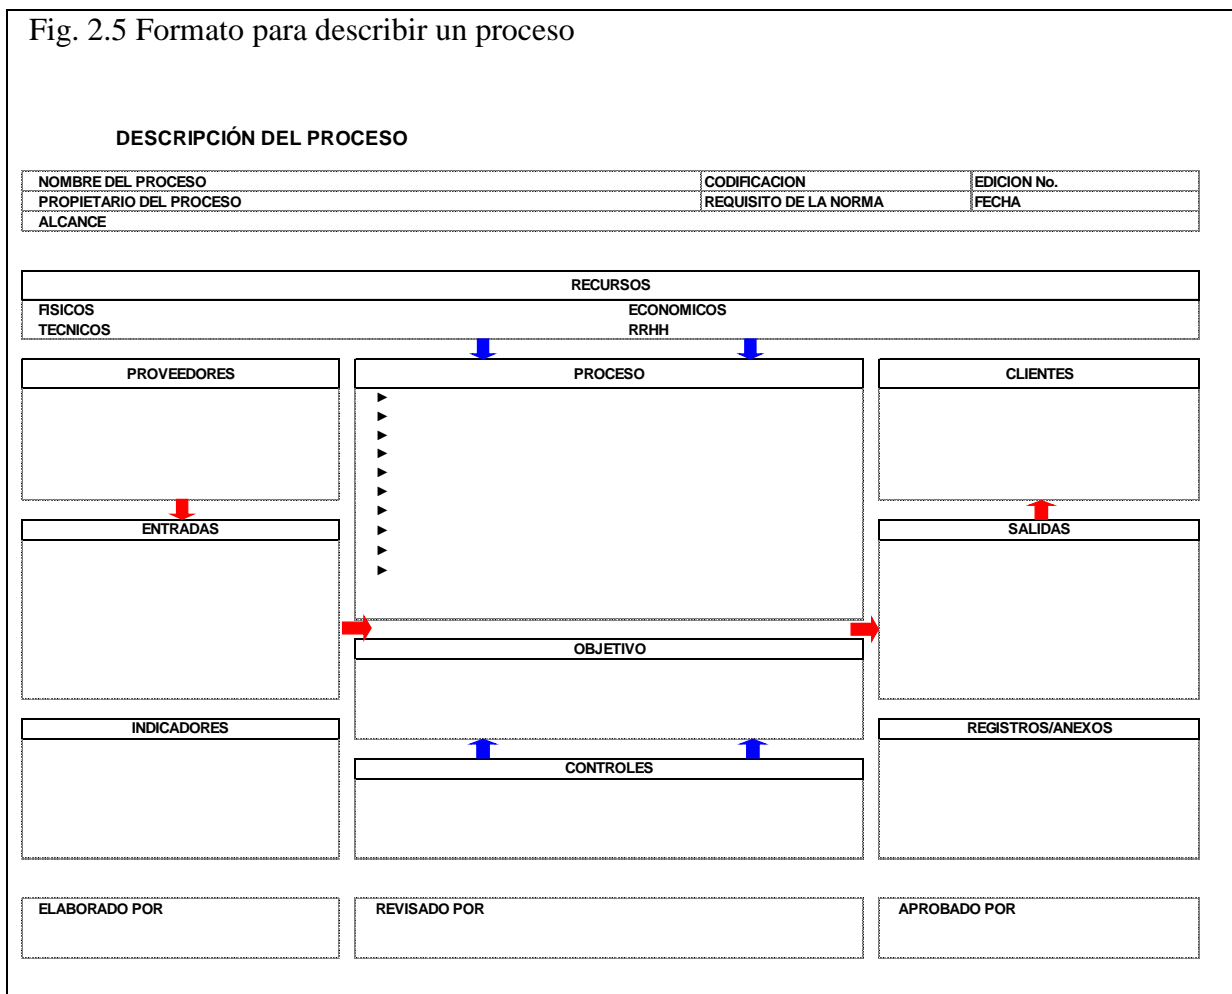 Fig. 2.5 Formato para describir un proceso
DESCRIPCIÓN DEL PROCESO
NOMBRE DEL PROCESO CODIFICACION EDICION No.
PROPIETARIO DEL PROCESO REQUISITO DE LA NORMA FECHA
ALCANCE
RECURSOS
FISICOS ECONOMICOS
TECNICOS RRHH
PROVEEDORES PROCESO CLIENTES
►
►
►
►
►
►
►
►
►
►
ENTRADAS SALIDAS
OBJETIVO
INDICADORES REGISTROS/ANEXOS
CONTROLES
ELABORADO POR REVISADO POR APROBADO POR